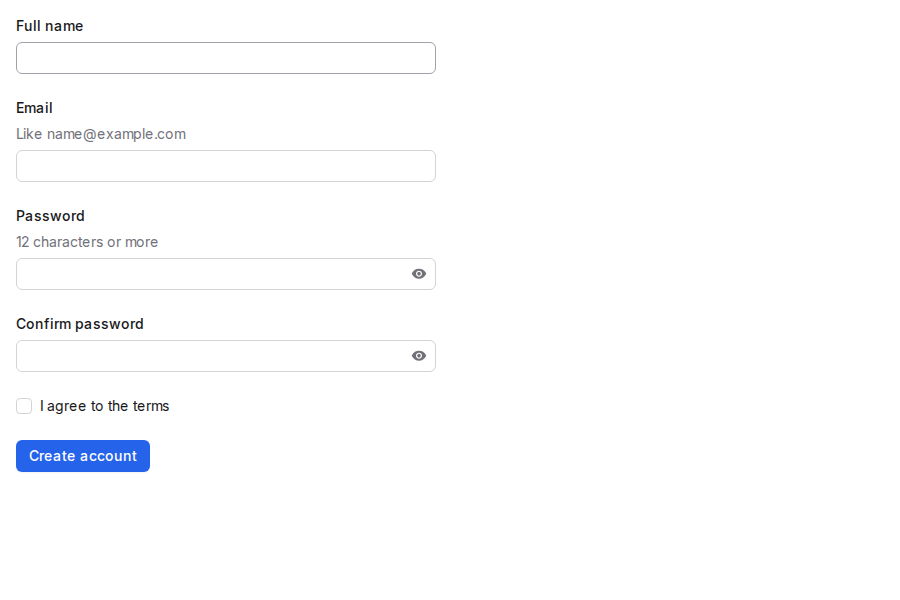 Full name
Email
Like name@example.com
Password
12 characters or more
Confirm password
I agree to the terms
Create account